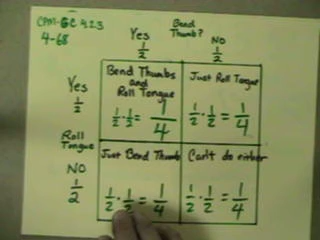 CPM-GC 4.2.3
4-68
Bend
Thumb?
Yes
1/2
NO
1/2
Yes
1/2
Bend Thumbs
and
Roll Tongue
1/2 · 1/2 = 1/4
Just Roll Tongue
1/2 · 1/2 = 1/4
Roll
Tongue
NO
1/2
Just Bend Thumb
1/2 · 1/2 = 1/4
Can't do either
1/2 · 1/2 = 1/4